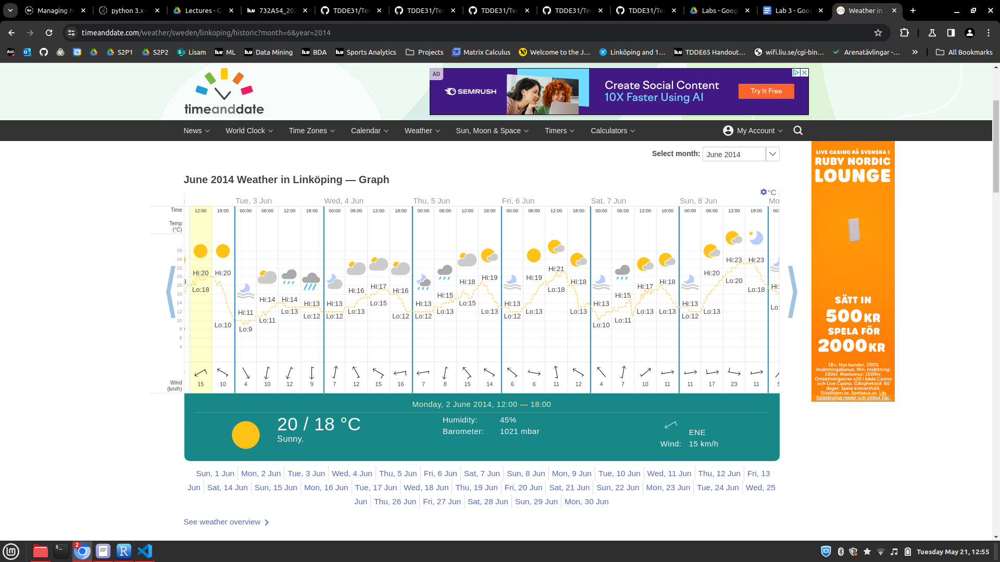 Managing M
python 3.x -
Lectures - G
732A54_202
TDDE31/Ter
TDDE31/Ter
TDDE31/Ter
TDDE31/Ter
TDDE31/Ter
Labs - Goog
Lab 3 - Goog
Weather in
timeanddate.com/weather/sweden/linkoping/historic?month=6&year=2014
Aol. S2P1 S2P2 Lisam ML Data Mining BDA Sports Analytics Projects Matrix Calculus Welcome to the J… Linköping and 1… TDDE65 Handout… wifi.liu.se/cgi-bin… Arenatävlingar -… All Bookmarks
timeanddate
AD
SEMRUSH
Create Social Content
10X Faster Using AI
Try It Free
News World Clock Time Zones Calendar Weather Sun, Moon & Space Timers Calculators My Account
Select month: June 2014
June 2014 Weather in Linköping — Graph
°C
Tue, 3 Jun Wed, 4 Jun Thu, 5 Jun Fri, 6 Jun Sat, 7 Jun Sun, 8 Jun Mo
Time 12:00 18:00 00:00 06:00 12:00 18:00 00:00 06:00 12:00 18:00 00:00 06:00 12:00 18:00 00:00 06:00 12:00 18:00 00:00 06:00 12:00 18:00 00:00 06:00 12:00 18:00 00:
Temp
(°C)
26
24
22
20
18
16
14
12
10
8
6
4
Hi:20 Hi:20 Hi:11 Hi:14 Hi:14 Hi:13 Hi:13 Hi:16 Hi:17 Hi:16 Hi:13 Hi:15 Hi:18 Hi:19 Hi:13 Hi:19 Hi:21 Hi:18 Hi:13 Hi:15 Hi:17 Hi:18 Hi:13 Hi:20 Hi:23 Hi:23 Hi:
Lo:18 Lo:10 Lo:9 Lo:11 Lo:13 Lo:12 Lo:12 Lo:13 Lo:15 Lo:12 Lo:12 Lo:13 Lo:15 Lo:13 Lo:12 Lo:13 Lo:18 Lo:13 Lo:10 Lo:11 Lo:13 Lo:13 Lo:12 Lo:13 Lo:20 Lo:18 Lo:
Wind
(km/h)
15 10 4 10 12 9 7 12 15 16 7 8 15 14 6 6 11 12 4 7 10 11 11 17 23 11 5
Monday, 2 June 2014, 12:00 — 18:00
20 / 18 °C
Sunny.
Humidity: 45%
Barometer: 1021 mbar
ENE
Wind: 15 km/h
Sun, 1 Jun Mon, 2 Jun Tue, 3 Jun Wed, 4 Jun Thu, 5 Jun Fri, 6 Jun Sat, 7 Jun Sun, 8 Jun Mon, 9 Jun Tue, 10 Jun Wed, 11 Jun Thu, 12 Jun Fri, 13
Jun Sat, 14 Jun Sun, 15 Jun Mon, 16 Jun Tue, 17 Jun Wed, 18 Jun Thu, 19 Jun Fri, 20 Jun Sat, 21 Jun Sun, 22 Jun Mon, 23 Jun Tue, 24 Jun Wed, 25
Jun Thu, 26 Jun Fri, 27 Jun Sat, 28 Jun Sun, 29 Jun Mon, 30 Jun
See weather overview
LIVE CASINO PÅ SVENSKA I
RUBY NORDIC
LOUNGE
SÄTT IN
500KR
SPELA FÖR
2000KR
18+, Nya kunder, 300%
Insättningsbonus. Min. Insättning:
100kr, Maxbonus: 1500kr,
Omsättningskrav x20 i både Casino
och Live Casino, Giltighetstid: 60
dagar. Spela ansvarsfullt,
Stödlinjen.se. Spelpaus.se, Läs
fullständiga regler och villkor här.
2
Tuesday May 21, 12:55